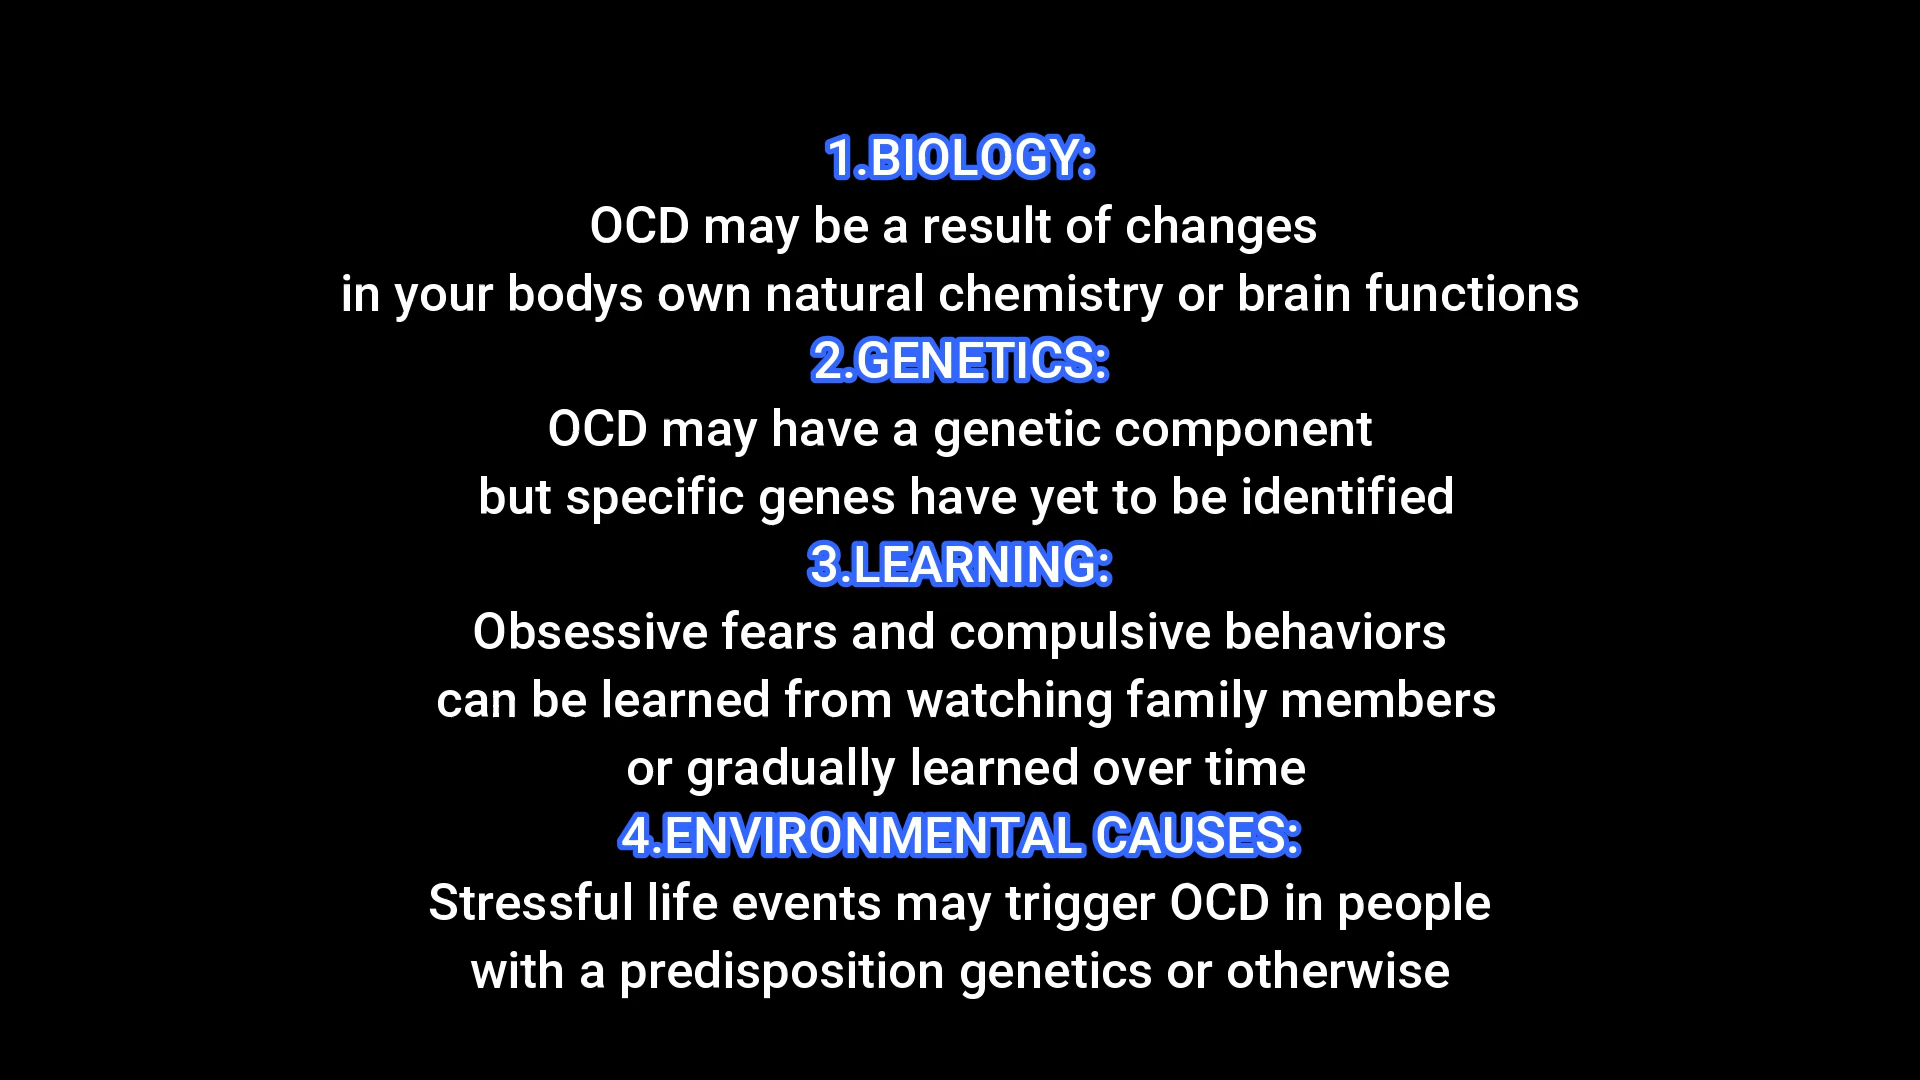 1.BIOLOGY:
OCD may be a result of changes
in your bodys own natural chemistry or brain functions
2.GENETICS:
OCD may have a genetic component
but specific genes have yet to be identified
3.LEARNING:
Obsessive fears and compulsive behaviors
can be learned from watching family members
or gradually learned over time
4.ENVIRONMENTAL CAUSES:
Stressful life events may trigger OCD in people
with a predisposition genetics or otherwise